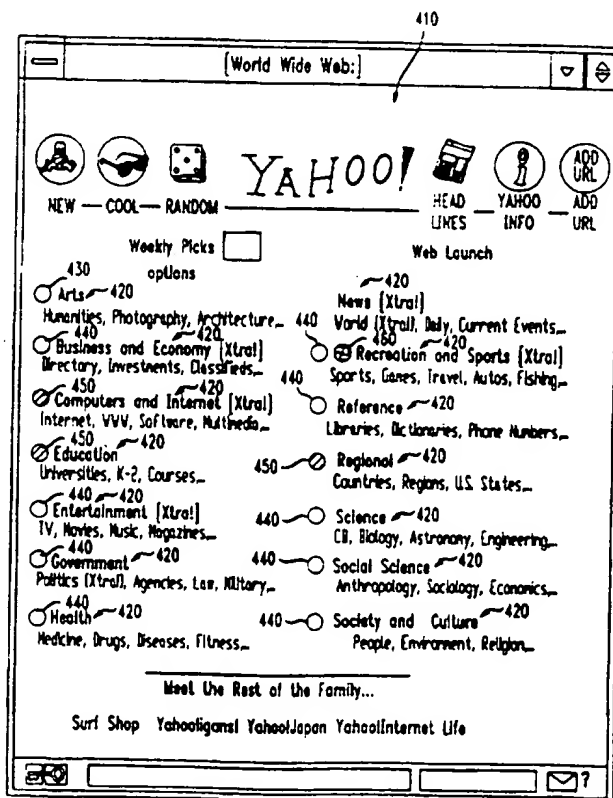 410
[World Wide Web:]
YAHOO!
ADD
URL
NEW — COOL — RANDOM
HEAD
LINES
YAHOO
INFO
ADD
URL
Weekly Picks
options
Web Launch
430
Arts 420
Humanities, Photography, Architecture...
440 420
Business and Economy [Xtra!]
Directory, Investments, Classifieds...
450 420
Computers and Internet [Xtra!]
Internet, VVV, Software, Multimedia...
450 420
Education
Universities, K-2, Courses...
440 420
Entertainment [Xtra!]
TV, Movies, Music, Magazines...
440 420
Government
Politics [Xtra!], Agencies, Law, Military...
440 420
Health
Medicine, Drugs, Diseases, Fitness...
420
News [Xtra!]
World [Xtra!], Daily, Current Events...
440 460 420
Recreation and Sports [Xtra!]
Sports, Games, Travel, Autos, Fishing...
440
Reference 420
Libraries, Dictionaries, Phone Numbers...
450 Regional 420
Countries, Regions, U.S. States...
440 Science 420
CB, Biology, Astronomy, Engineering...
440 Social Science 420
Anthropology, Sociology, Economics...
440 Society and Culture 420
People, Environment, Religion...
Meet the Rest of the Family...
Surf Shop Yahooligans! Yahoo!Japan Yahoo!Internet Life
?